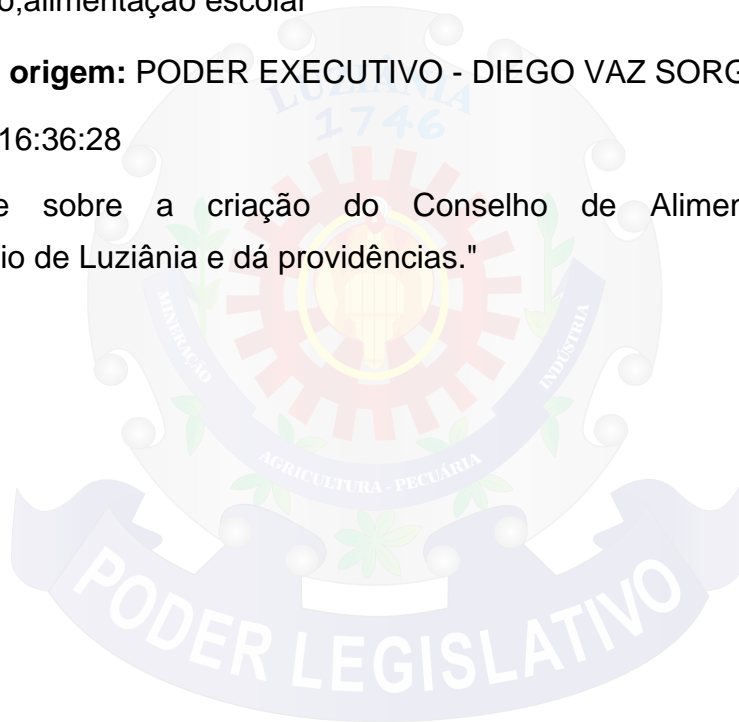 o,alimentação escolar
origem: PODER EXECUTIVO - DIEGO VAZ SORG
16:36:28
e sobre a criação do Conselho de Alimen
io de Luziânia e dá providências."
LUZIÂNIA
1746
MINERAÇÃO
INDÚSTRIA
AGRICULTURA - PECUÁRIA
PODER LEGISLATIVO